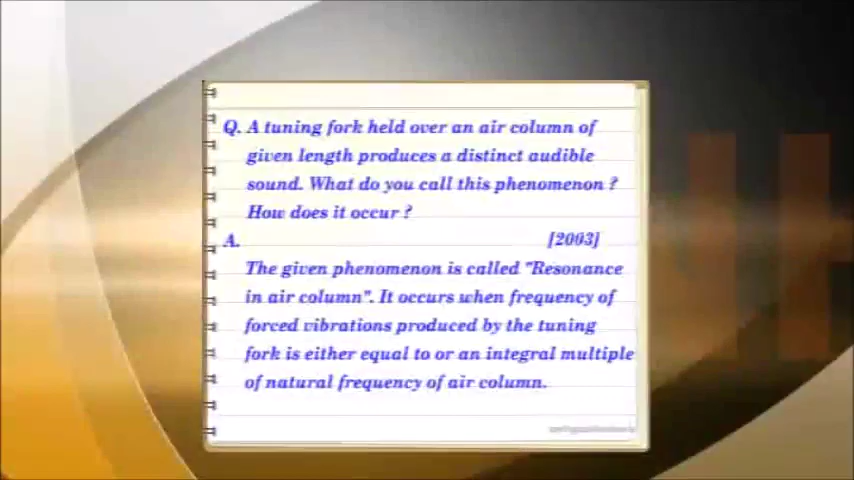 Q. A tuning fork held over an air column of
given length produces a distinct audible
sound. What do you call this phenomenon ?
How does it occur ?
A. [2003]
The given phenomenon is called "Resonance
in air column". It occurs when frequency of
forced vibrations produced by the tuning
fork is either equal to or an integral multiple
of natural frequency of air column.